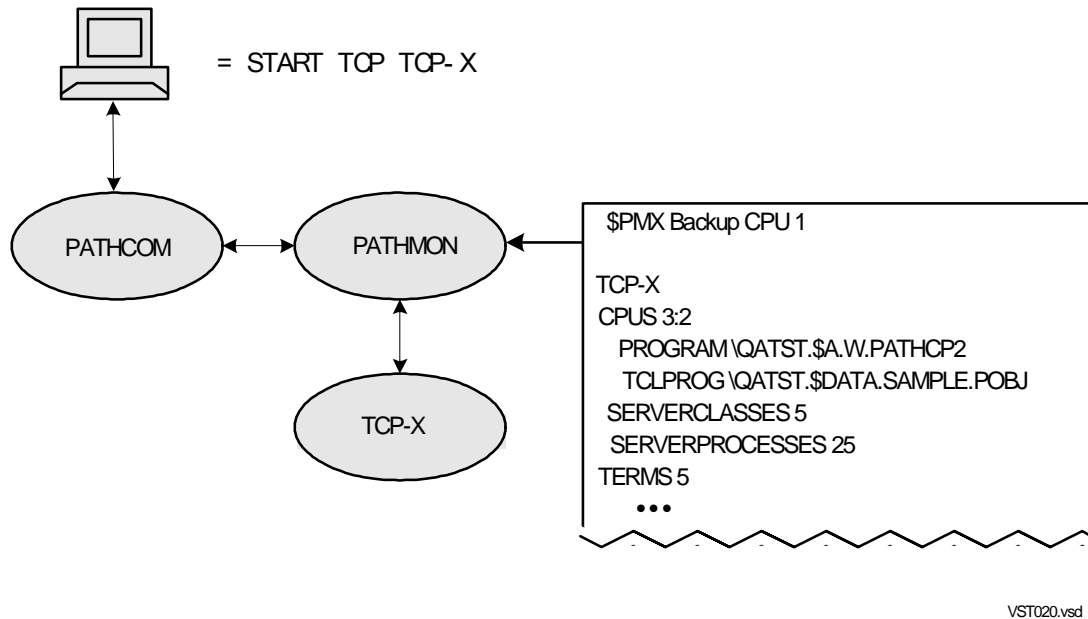 = START TCP TCP-X
PATHCOM
PATHMON
TCP-X
$PMX Backup CPU 1
TCP-X
CPUS 3:2
PROGRAM \QATST.$A.W.PATHCP2
TCLPROG \QATST.$DATA.SAMPLE.POBJ
SERVERCLASSES 5
SERVERPROCESSES 25
TERMS 5
•••
VST020.vsd